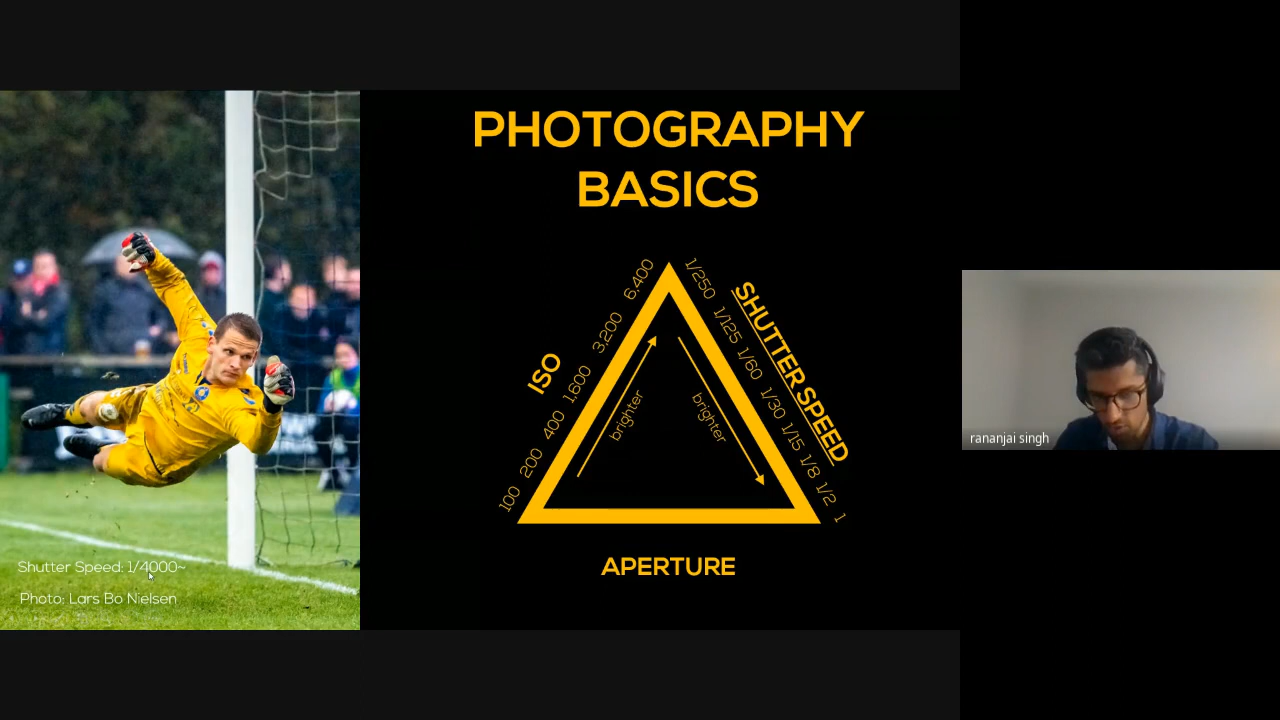 PHOTOGRAPHY
BASICS
ISO
100 200 400 1,600 3,200 6,400
brighter
SHUTTER SPEED
1/250 1/125 1/60 1/30 1/15 1/8 1/2 1
brighter
APERTURE
Shutter Speed: 1/4000~
Photo: Lars Bo Nielsen
rananjai singh